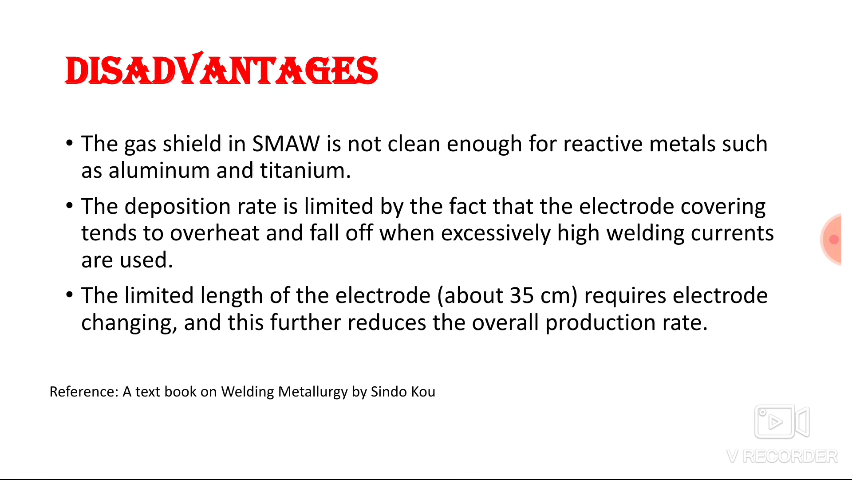 DISADVANTAGES
• The gas shield in SMAW is not clean enough for reactive metals such
as aluminum and titanium.
• The deposition rate is limited by the fact that the electrode covering
tends to overheat and fall off when excessively high welding currents
are used.
• The limited length of the electrode (about 35 cm) requires electrode
changing, and this further reduces the overall production rate.
Reference: A text book on Welding Metallurgy by Sindo Kou
V RECORDER